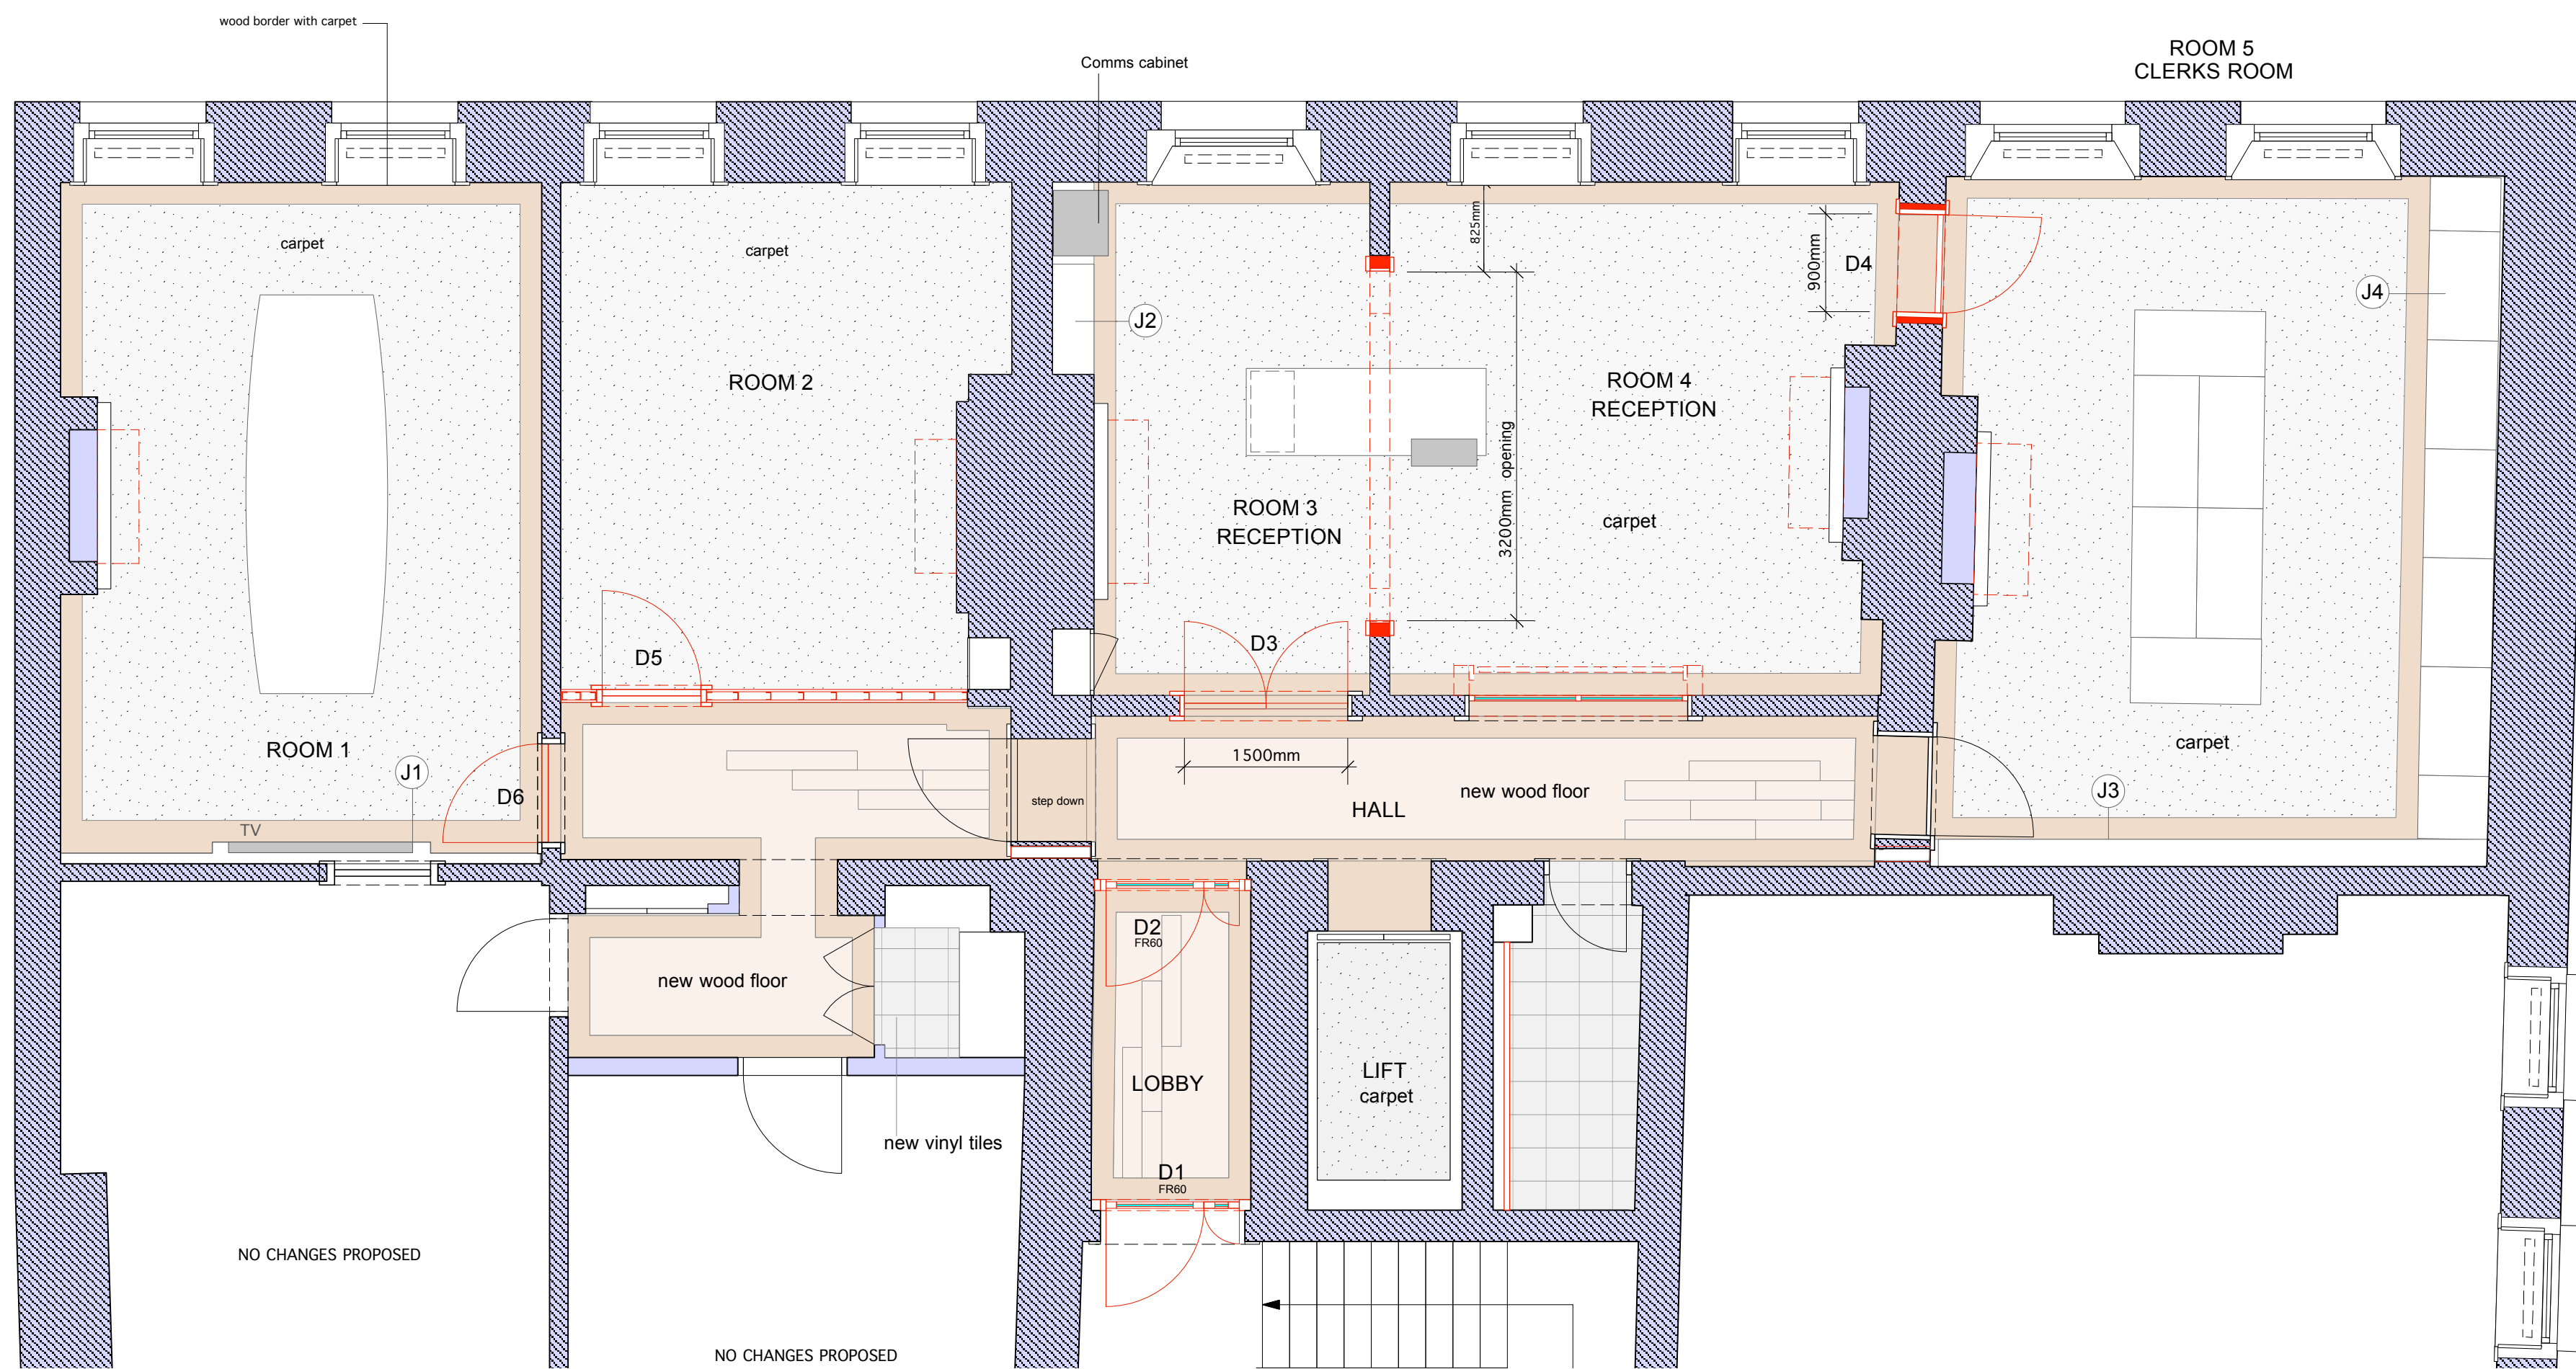 wood border with carpet
Comms cabinet
ROOM 5
CLERKS ROOM
carpet
carpet
825mm
900mm
D4
J4
J2
ROOM 2
ROOM 4
RECEPTION
3200mm opening
ROOM 3
RECEPTION
carpet
D5
D3
ROOM 1
J1
D6
TV
step down
1500mm
HALL
new wood floor
carpet
J3
D2
FR60
new wood floor
LOBBY
LIFT
carpet
new vinyl tiles
D1
FR60
NO CHANGES PROPOSED
NO CHANGES PROPOSED